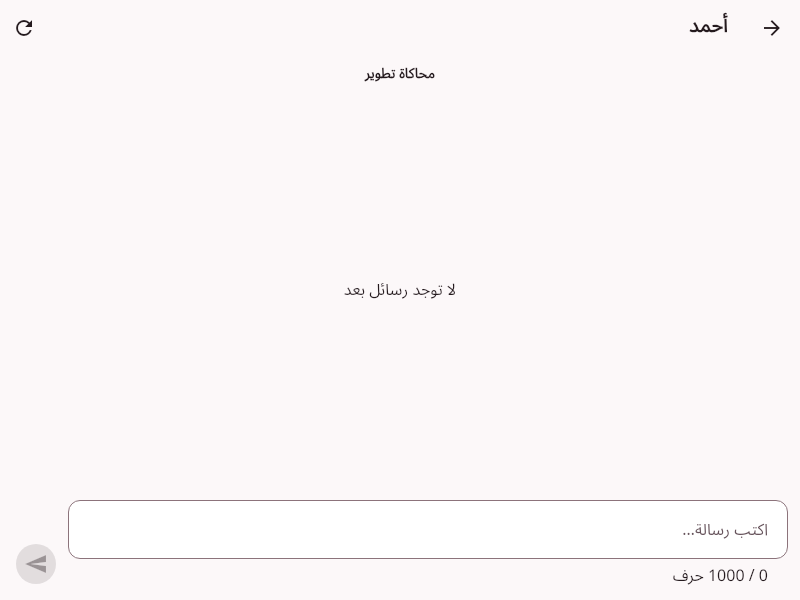 أحمد
محاكاة تطوير
لا توجد رسائل بعد
اكتب رسالة...
0 / 1000 حرف